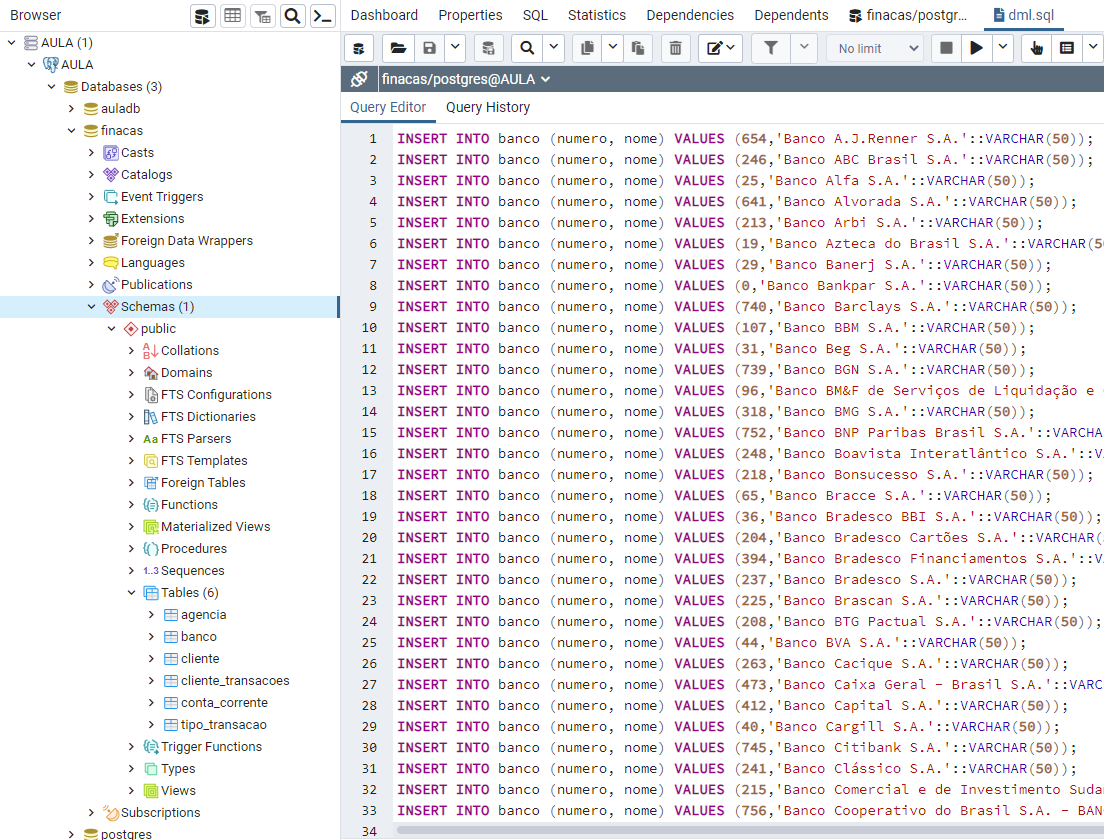 Browser
AULA (1)
AULA
Databases (3)
auladb
finacas
Casts
Catalogs
Event Triggers
Extensions
Foreign Data Wrappers
Languages
Publications
Schemas (1)
public
Collations
Domains
FTS Configurations
FTS Dictionaries
FTS Parsers
FTS Templates
Foreign Tables
Functions
Materialized Views
Procedures
1..3 Sequences
Tables (6)
agencia
banco
cliente
cliente_transacoes
conta_corrente
tipo_transacao
Trigger Functions
Types
Views
Subscriptions
postgres
Dashboard Properties SQL Statistics Dependencies Dependents finacas/postgr... dml.sql
No limit
finacas/postgres@AULA
Query Editor Query History
1 INSERT INTO banco (numero, nome) VALUES (654,'Banco A.J.Renner S.A.'::VARCHAR(50));
2 INSERT INTO banco (numero, nome) VALUES (246,'Banco ABC Brasil S.A.'::VARCHAR(50));
3 INSERT INTO banco (numero, nome) VALUES (25,'Banco Alfa S.A.'::VARCHAR(50));
4 INSERT INTO banco (numero, nome) VALUES (641,'Banco Alvorada S.A.'::VARCHAR(50));
5 INSERT INTO banco (numero, nome) VALUES (213,'Banco Arbi S.A.'::VARCHAR(50));
6 INSERT INTO banco (numero, nome) VALUES (19,'Banco Azteca do Brasil S.A.'::VARCHAR(50
7 INSERT INTO banco (numero, nome) VALUES (29,'Banco Banerj S.A.'::VARCHAR(50));
8 INSERT INTO banco (numero, nome) VALUES (0,'Banco Bankpar S.A.'::VARCHAR(50));
9 INSERT INTO banco (numero, nome) VALUES (740,'Banco Barclays S.A.'::VARCHAR(50));
10 INSERT INTO banco (numero, nome) VALUES (107,'Banco BBM S.A.'::VARCHAR(50));
11 INSERT INTO banco (numero, nome) VALUES (31,'Banco Beg S.A.'::VARCHAR(50));
12 INSERT INTO banco (numero, nome) VALUES (739,'Banco BGN S.A.'::VARCHAR(50));
13 INSERT INTO banco (numero, nome) VALUES (96,'Banco BM&F de Serviços de Liquidação e
14 INSERT INTO banco (numero, nome) VALUES (318,'Banco BMG S.A.'::VARCHAR(50));
15 INSERT INTO banco (numero, nome) VALUES (752,'Banco BNP Paribas Brasil S.A.'::VARCHA
16 INSERT INTO banco (numero, nome) VALUES (248,'Banco Boavista Interatlântico S.A.'::VA
17 INSERT INTO banco (numero, nome) VALUES (218,'Banco Bonsucesso S.A.'::VARCHAR(50));
18 INSERT INTO banco (numero, nome) VALUES (65,'Banco Bracce S.A.'::VARCHAR(50));
19 INSERT INTO banco (numero, nome) VALUES (36,'Banco Bradesco BBI S.A.'::VARCHAR(50));
20 INSERT INTO banco (numero, nome) VALUES (204,'Banco Bradesco Cartões S.A.'::VARCHAR(
21 INSERT INTO banco (numero, nome) VALUES (394,'Banco Bradesco Financiamentos S.A.'::VA
22 INSERT INTO banco (numero, nome) VALUES (237,'Banco Bradesco S.A.'::VARCHAR(50));
23 INSERT INTO banco (numero, nome) VALUES (225,'Banco Brascan S.A.'::VARCHAR(50));
24 INSERT INTO banco (numero, nome) VALUES (208,'Banco BTG Pactual S.A.'::VARCHAR(50));
25 INSERT INTO banco (numero, nome) VALUES (44,'Banco BVA S.A.'::VARCHAR(50));
26 INSERT INTO banco (numero, nome) VALUES (263,'Banco Cacique S.A.'::VARCHAR(50));
27 INSERT INTO banco (numero, nome) VALUES (473,'Banco Caixa Geral – Brasil S.A.'::VARC
28 INSERT INTO banco (numero, nome) VALUES (412,'Banco Capital S.A.'::VARCHAR(50));
29 INSERT INTO banco (numero, nome) VALUES (40,'Banco Cargill S.A.'::VARCHAR(50));
30 INSERT INTO banco (numero, nome) VALUES (745,'Banco Citibank S.A.'::VARCHAR(50));
31 INSERT INTO banco (numero, nome) VALUES (241,'Banco Clássico S.A.'::VARCHAR(50));
32 INSERT INTO banco (numero, nome) VALUES (215,'Banco Comercial e de Investimento Suda
33 INSERT INTO banco (numero, nome) VALUES (756,'Banco Cooperativo do Brasil S.A. – BAN
34